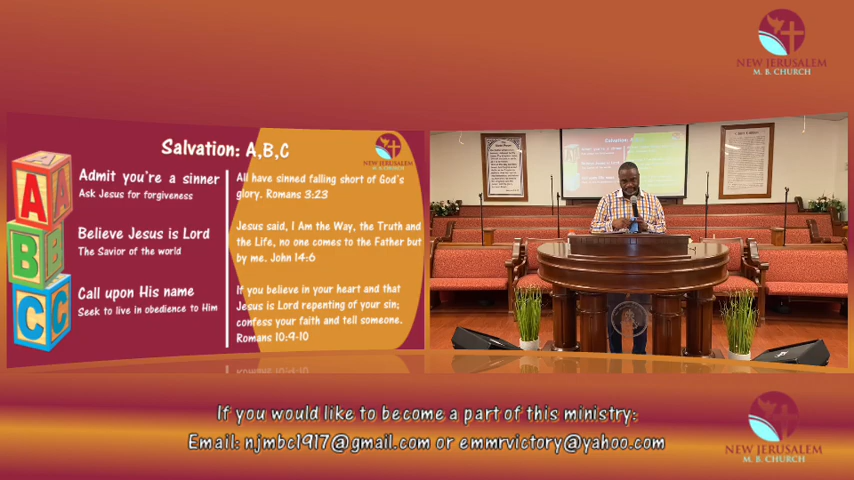 NEW JERUSALEM
M. B. CHURCH
Salvation: A,B,C
NEW JERUSALEM
M. B. CHURCH
A
B
C
Admit you're a sinner
Ask Jesus for forgiveness
Believe Jesus is Lord
The Savior of the world
Call upon His name
Seek to live in obedience to Him
All have sinned falling short of God's
glory. Romans 3:23
Jesus said, I Am the Way, the Truth and
the Life, no one comes to the Father but
by me. John 14:6
If you believe in your heart and that
Jesus is Lord repenting of your sin;
confess your faith and tell someone.
Romans 10:9-10
If you would like to become a part of this ministry:
Email: njmbc1917@gmail.com or emmrvictory@yahoo.com
NEW JERUSALEM
M. B. CHURCH